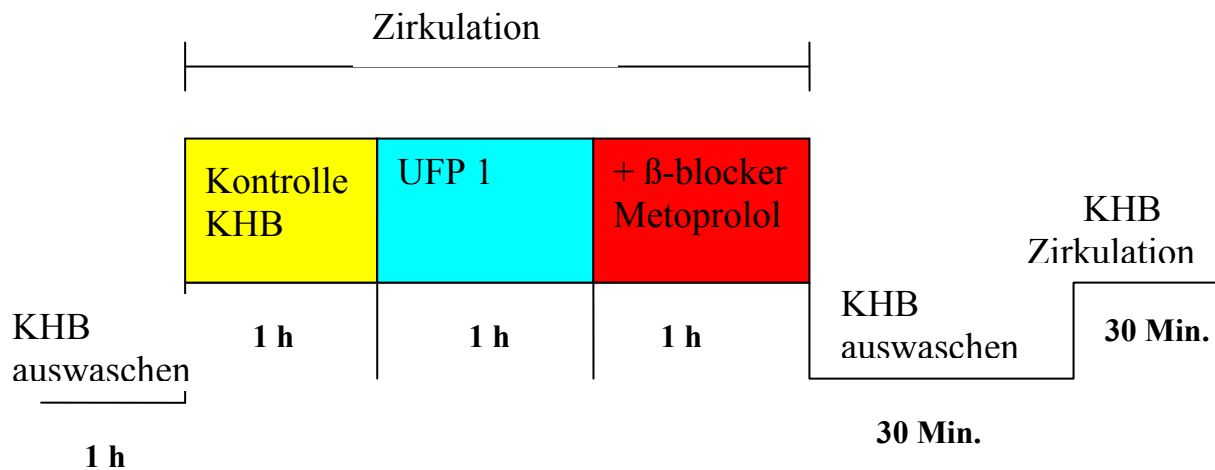 Zirkulation
Kontrolle
KHB
UFP 1
+ ß-blocker
Metoprolol
KHB
Zirkulation
KHB
auswaschen
1 h
1 h
1 h
KHB
auswaschen
30 Min.
30 Min.
1 h